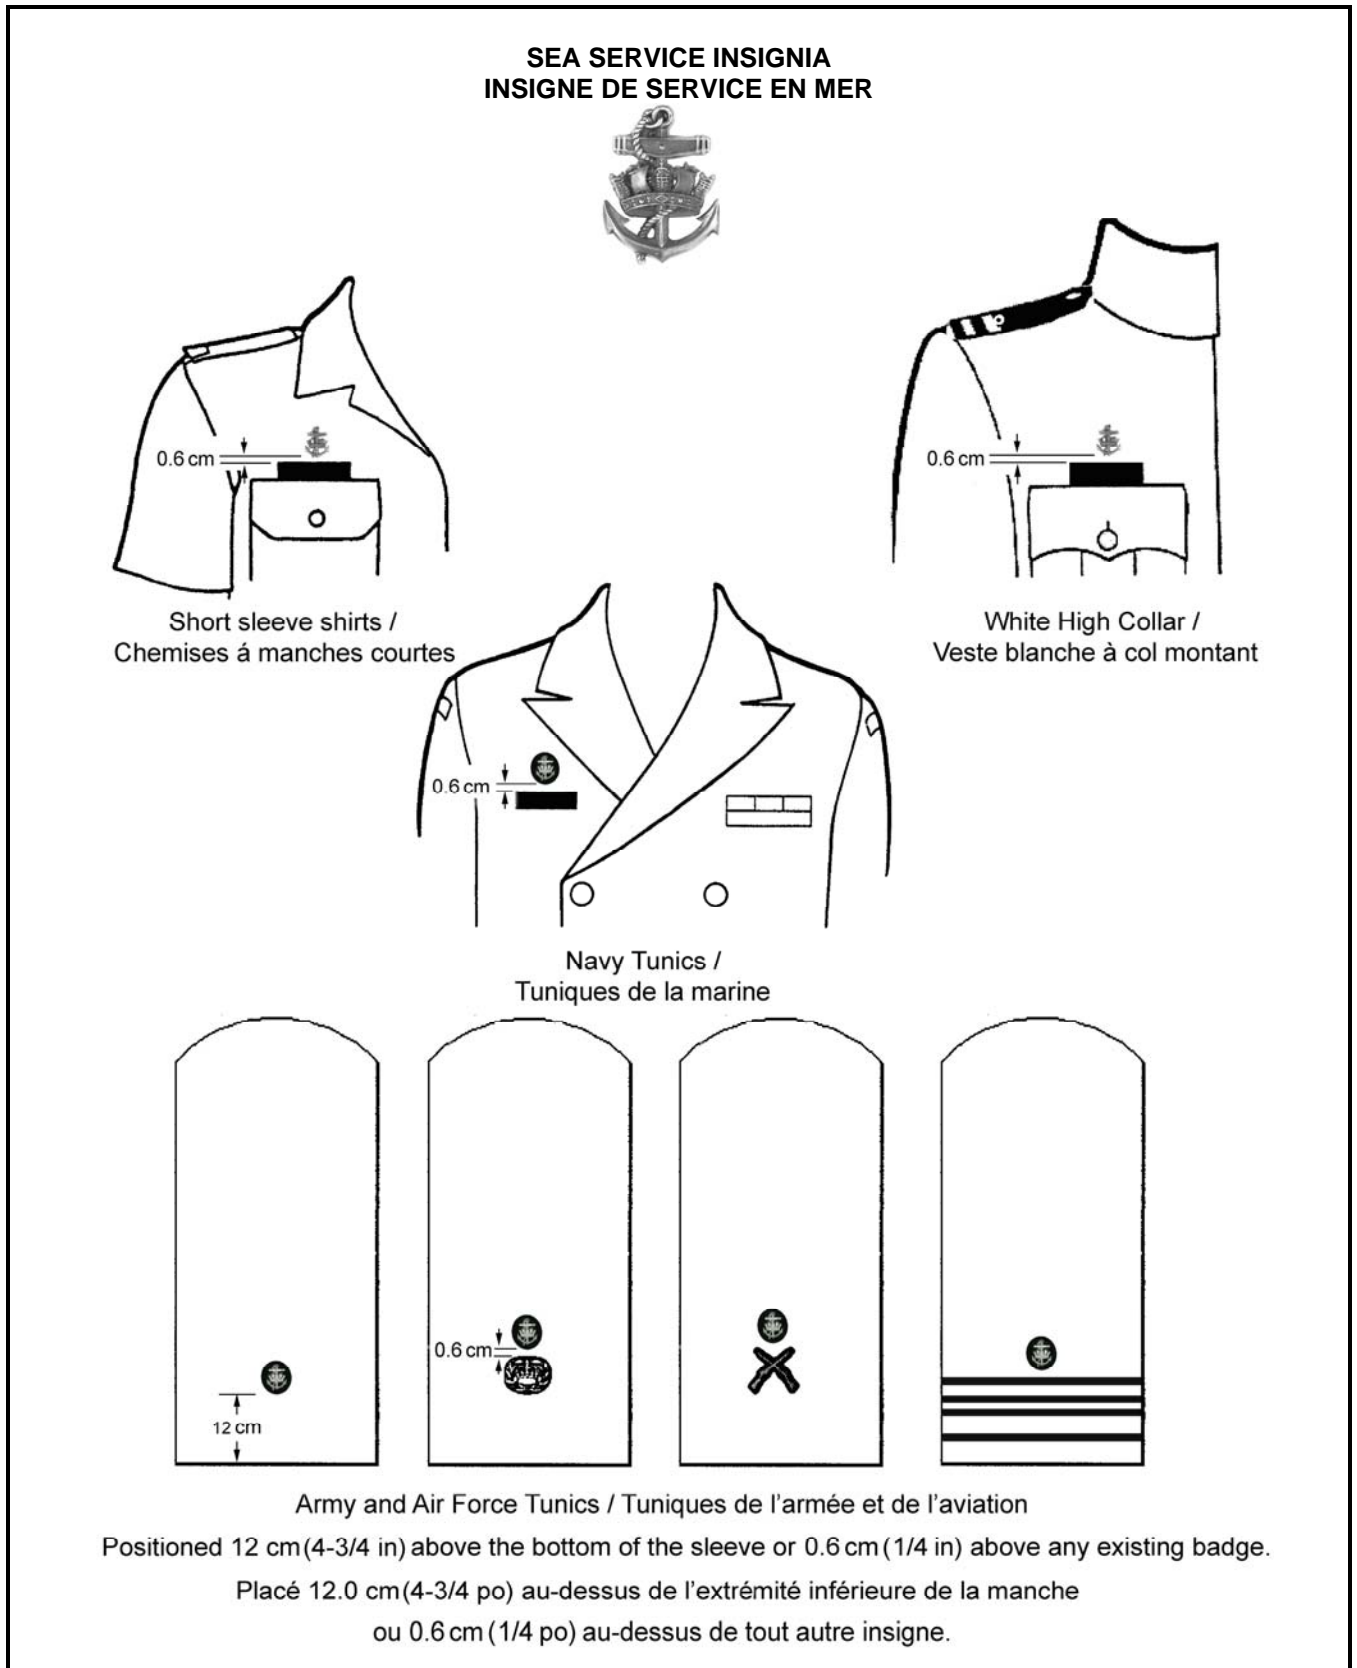 SEA SERVICE INSIGNIA
INSIGNE DE SERVICE EN MER
0.6 cm
0.6 cm
Short sleeve shirts /
Chemises á manches courtes
White High Collar /
Veste blanche à col montant
0.6 cm
Navy Tunics /
Tuniques de la marine
0.6 cm
12 cm
Army and Air Force Tunics / Tuniques de l'armée et de l'aviation
Positioned 12 cm (4-3/4 in) above the bottom of the sleeve or 0.6 cm (1/4 in) above any existing badge.
Placé 12.0 cm (4-3/4 po) au-dessus de l'extrémité inférieure de la manche
ou 0.6 cm (1/4 po) au-dessus de tout autre insigne.